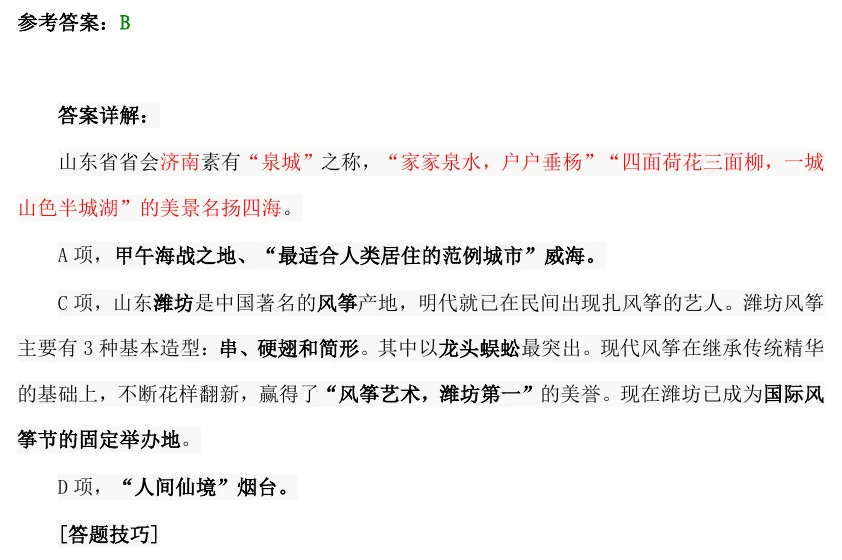 参考答案：B
答案详解：
山东省省会济南素有“泉城”之称，“家家泉水，户户垂杨”“四面荷花三面柳，一城
山色半城湖”的美景名扬四海。
A 项，甲午海战之地、“最适合人类居住的范例城市”威海。
C 项，山东潍坊是中国著名的风筝产地，明代就已在民间出现扎风筝的艺人。潍坊风筝
主要有 3 种基本造型：串、硬翅和简形。其中以龙头蜈蚣最突出。现代风筝在继承传统精华
的基础上，不断花样翻新，赢得了“风筝艺术，潍坊第一”的美誉。现在潍坊已成为国际风
筝节的固定举办地。
D 项，“人间仙境”烟台。
[答题技巧]